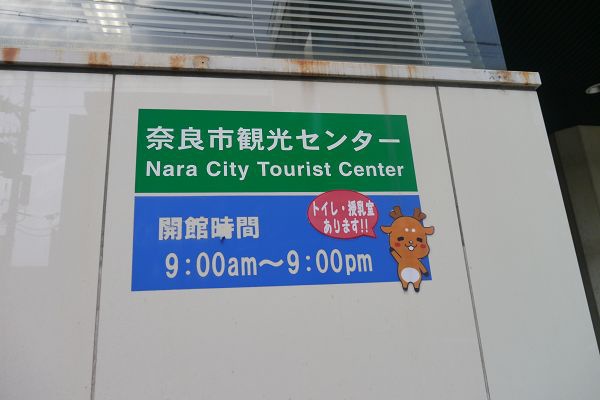 奈良市観光センター
Nara City Tourist Center
開館時間
9:00am～9:00pm
トイレ・授乳室
あります!!